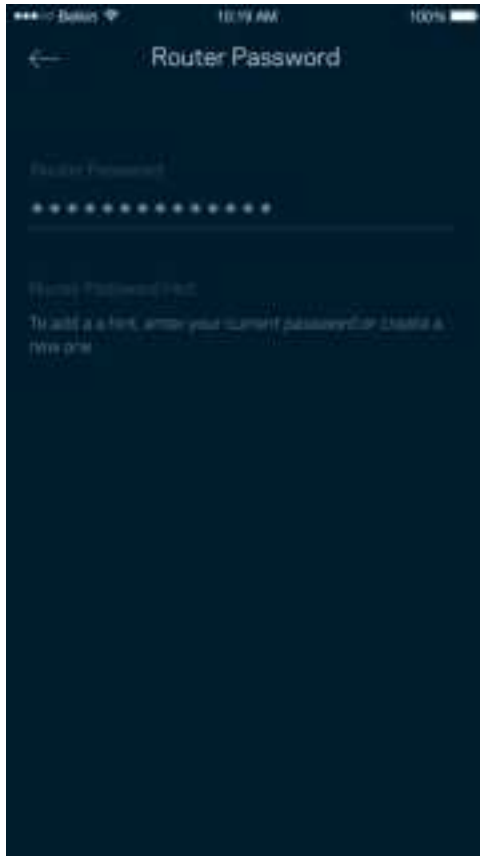 Belkin 10:19 AM 100%
Router Password
Router Password
••••••••••••••
Router Password Hint
To add a a hint, enter your current password or create a
new one